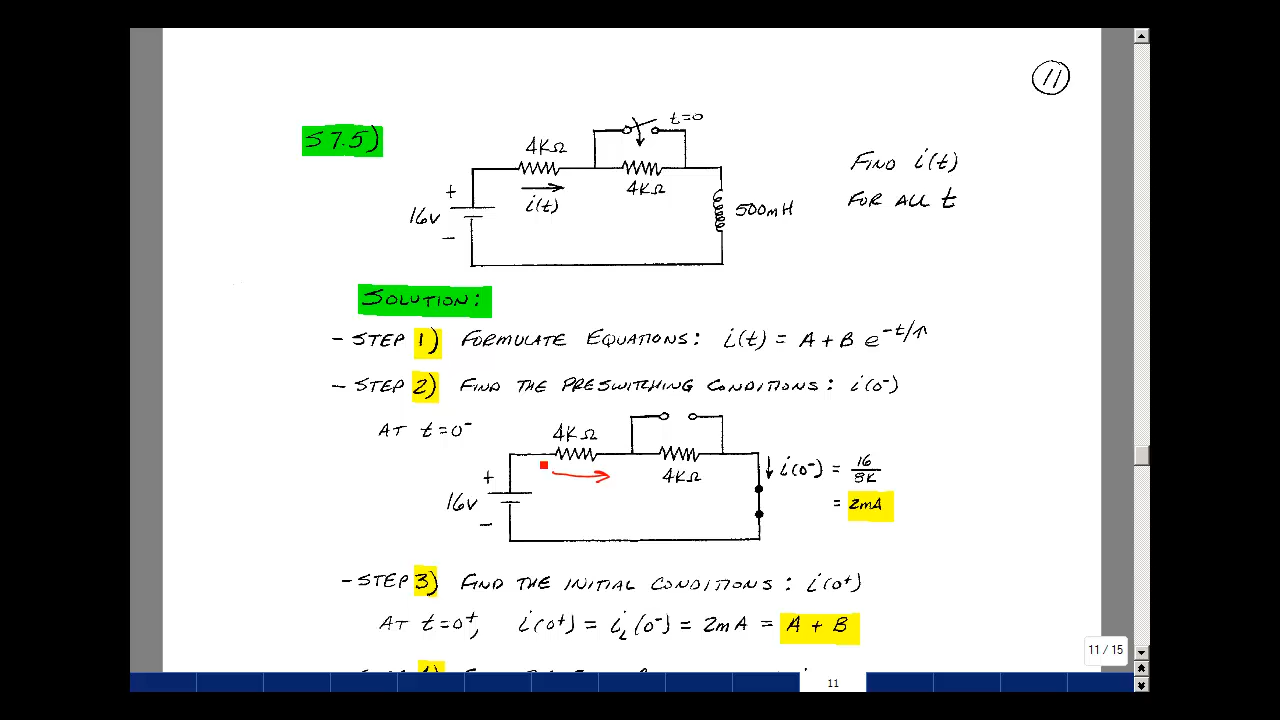 11
S7.5)
t=0
4KΩ
4KΩ
i(t)
+
16v
−
500mH
FIND i(t)
FOR ALL t
SOLUTION:
- STEP 1) FORMULATE EQUATIONS: i(t) = A + B e^-t/τ
- STEP 2) FIND THE PRESWITCHING CONDITIONS: i(0-)
AT t=0-
4KΩ
4KΩ
+
16v
−
↓ i(0-) = 16/8K
= 2mA
- STEP 3) FIND THE INITIAL CONDITIONS: i(0+)
AT t=0+, i(0+) = iL(0-) = 2mA = A + B
11 / 15
11